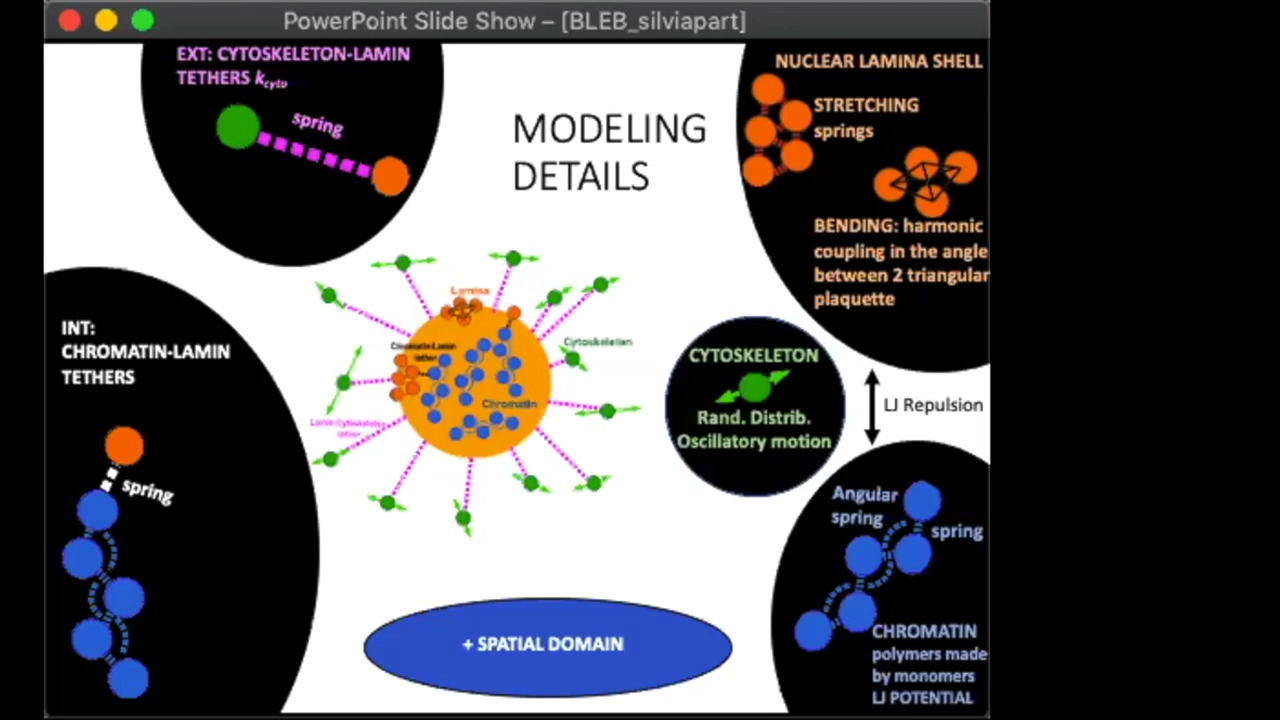 PowerPoint Slide Show – [BLEB_silviapart]
EXT: CYTOSKELETON-LAMIN
TETHERS kcyto
spring
MODELING
DETAILS
NUCLEAR LAMINA SHELL
STRETCHING
springs
BENDING: harmonic
coupling in the angle
between 2 triangular
plaquette
INT:
CHROMATIN-LAMIN
TETHERS
spring
Lamina
Chromatin-Lamin
tether
Cytoskeleton
Chromatin
Lamin-Cytoskeleton
tether
CYTOSKELETON
Rand. Distrib.
Oscillatory motion
LJ Repulsion
Angular
spring
spring
CHROMATIN
polymers made
by monomers
LJ POTENTIAL
+ SPATIAL DOMAIN